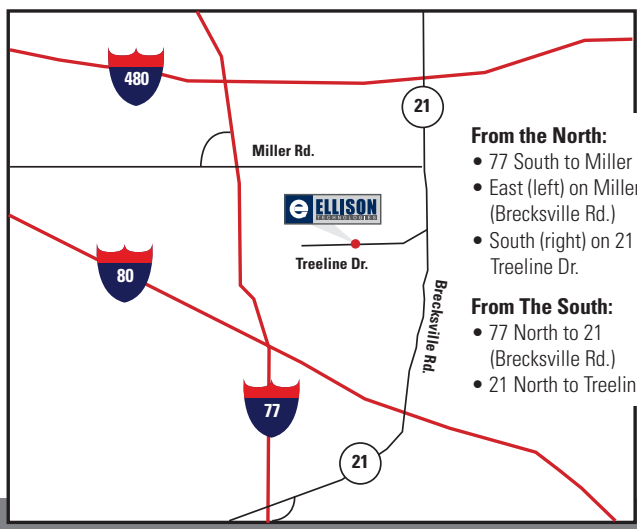 480
21
Miller Rd.
e ELLISON
TECHNOLOGIES
Treeline Dr.
80
Brecksville Rd.
77
21
From the North:
• 77 South to Miller
• East (left) on Miller
(Brecksville Rd.)
• South (right) on 21
Treeline Dr.
From The South:
• 77 North to 21
(Brecksville Rd.)
• 21 North to Treelin